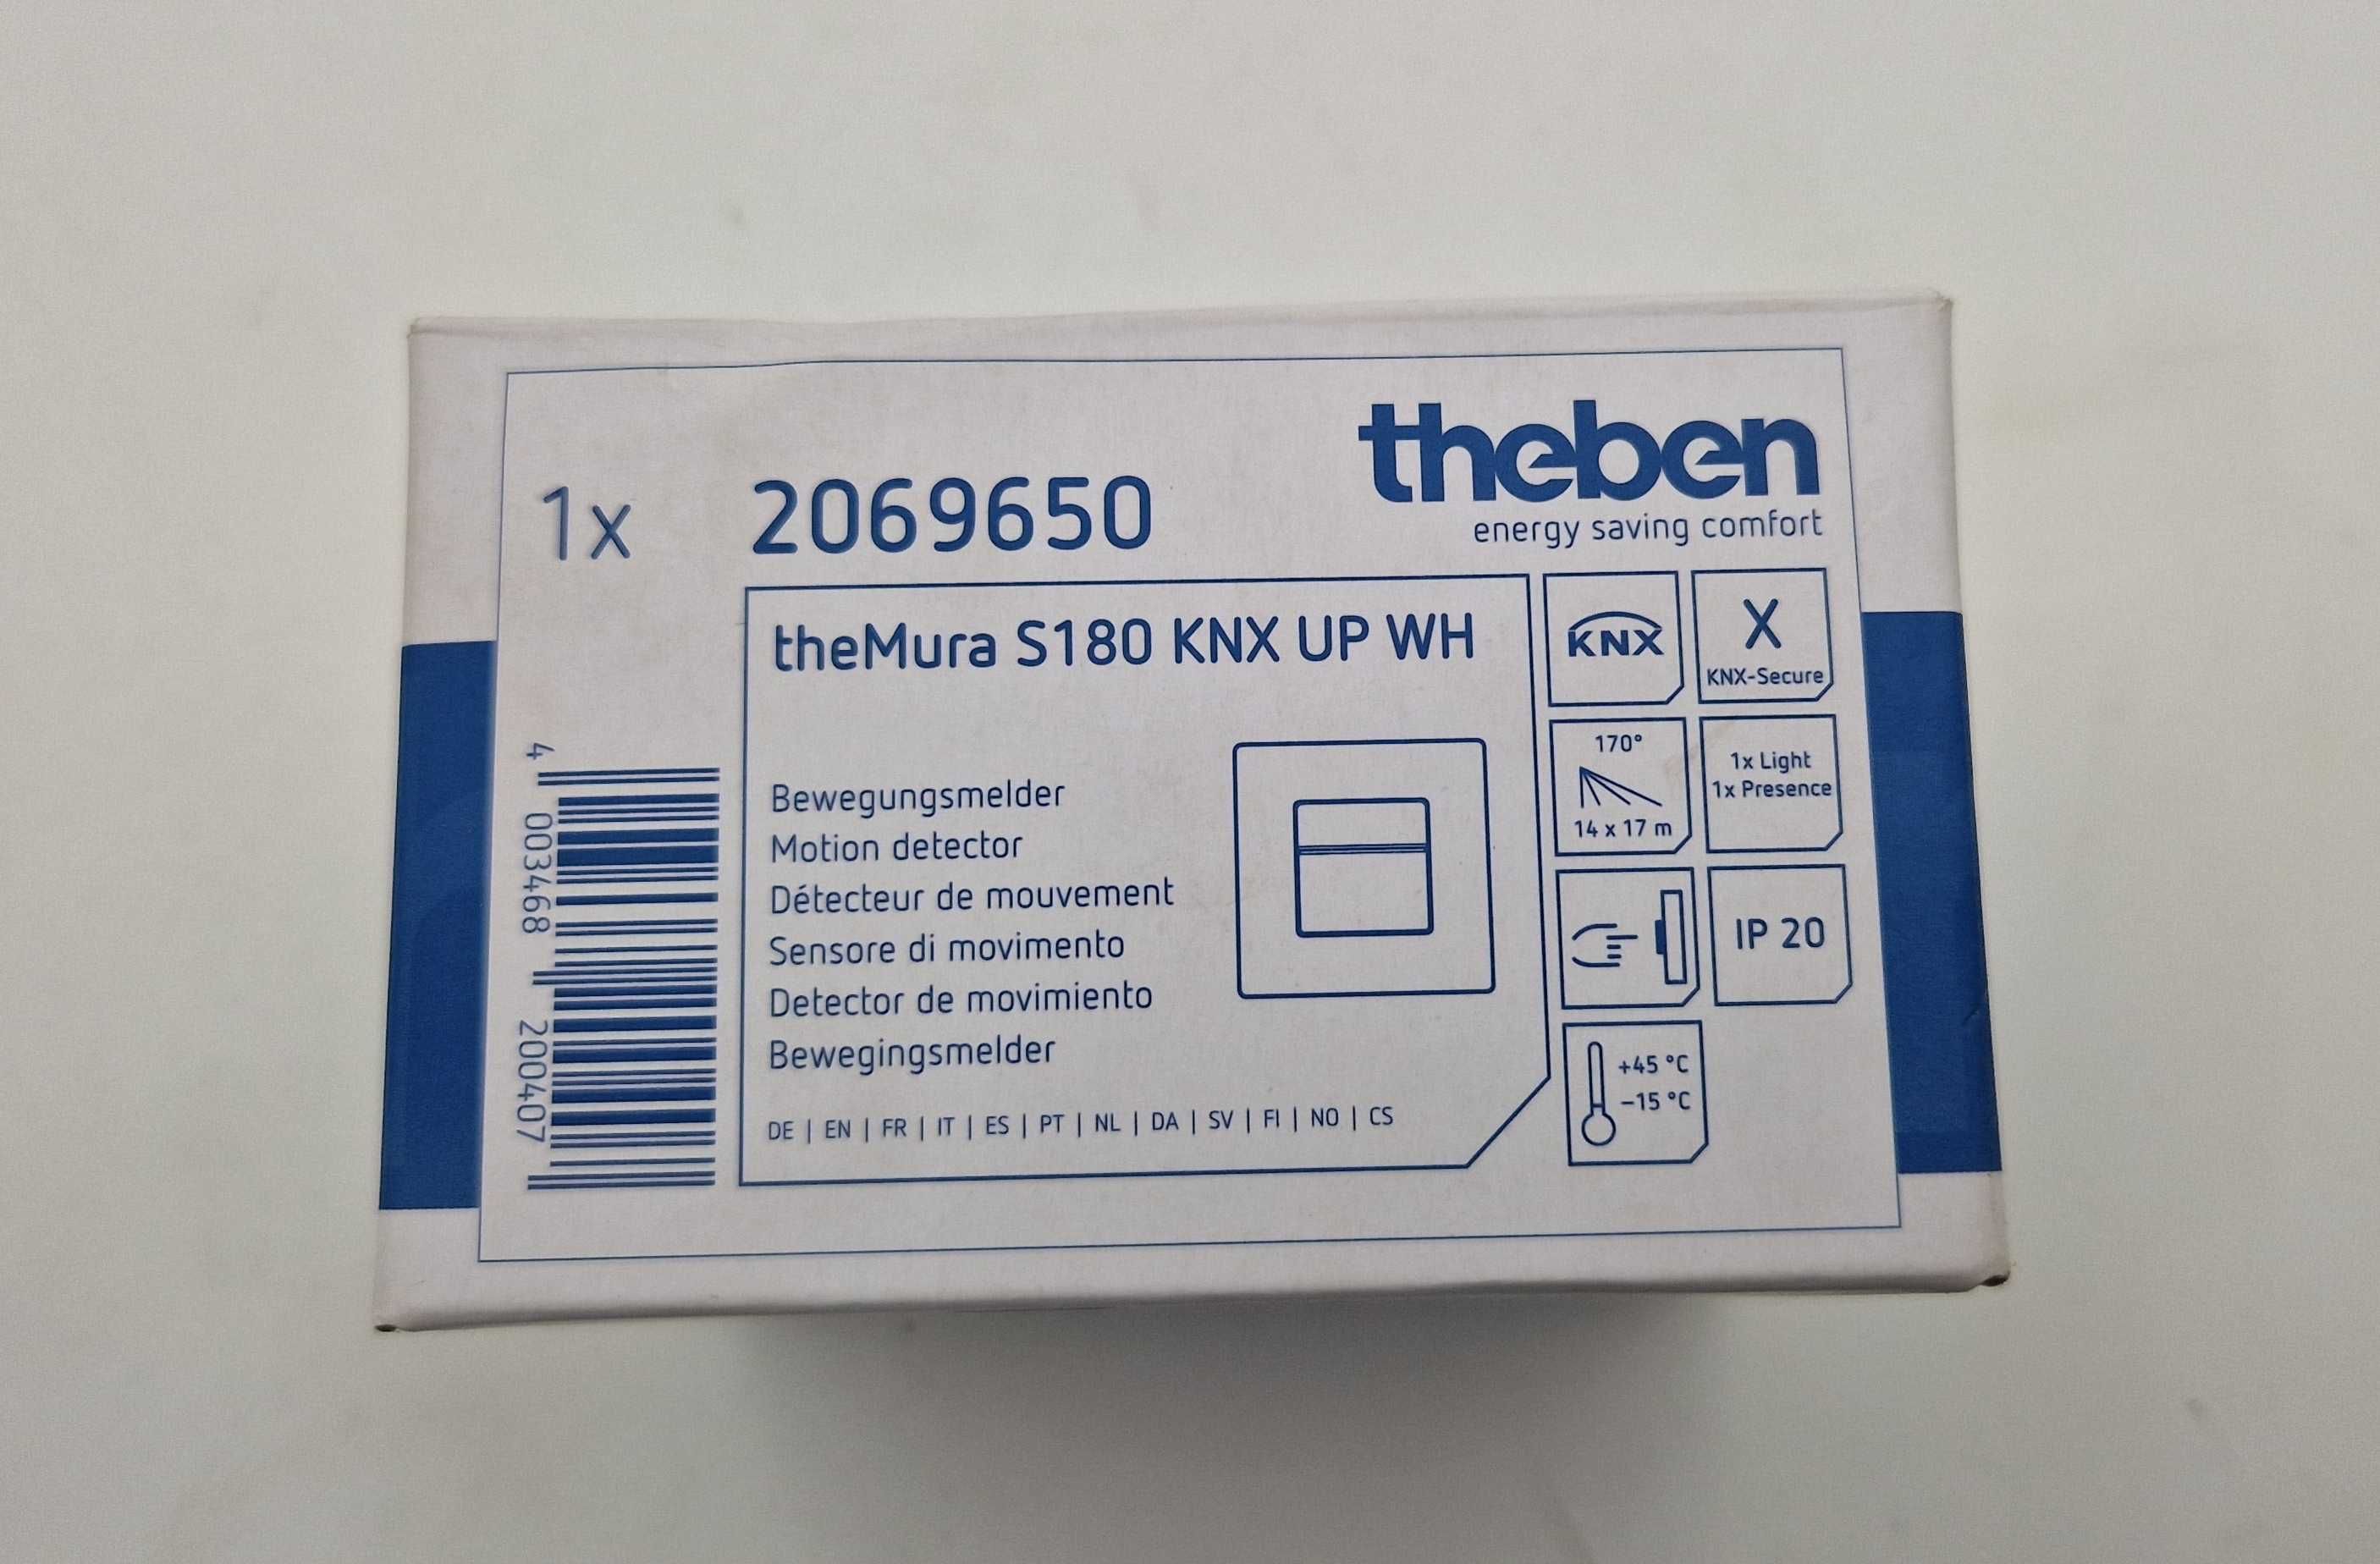 theben
energy saving comfort
1x 2069650
theMura S180 KNX UP WH
KNX
X
KNX-Secure
170°
14 x 17 m
1x Light
1x Presence
IP 20
+45 °C
−15 °C
Bewegungsmelder
Motion detector
Détecteur de mouvement
Sensore di movimento
Detector de movimiento
Bewegingsmelder
DE | EN | FR | IT | ES | PT | NL | DA | SV | FI | NO | CS
4 003468 200407